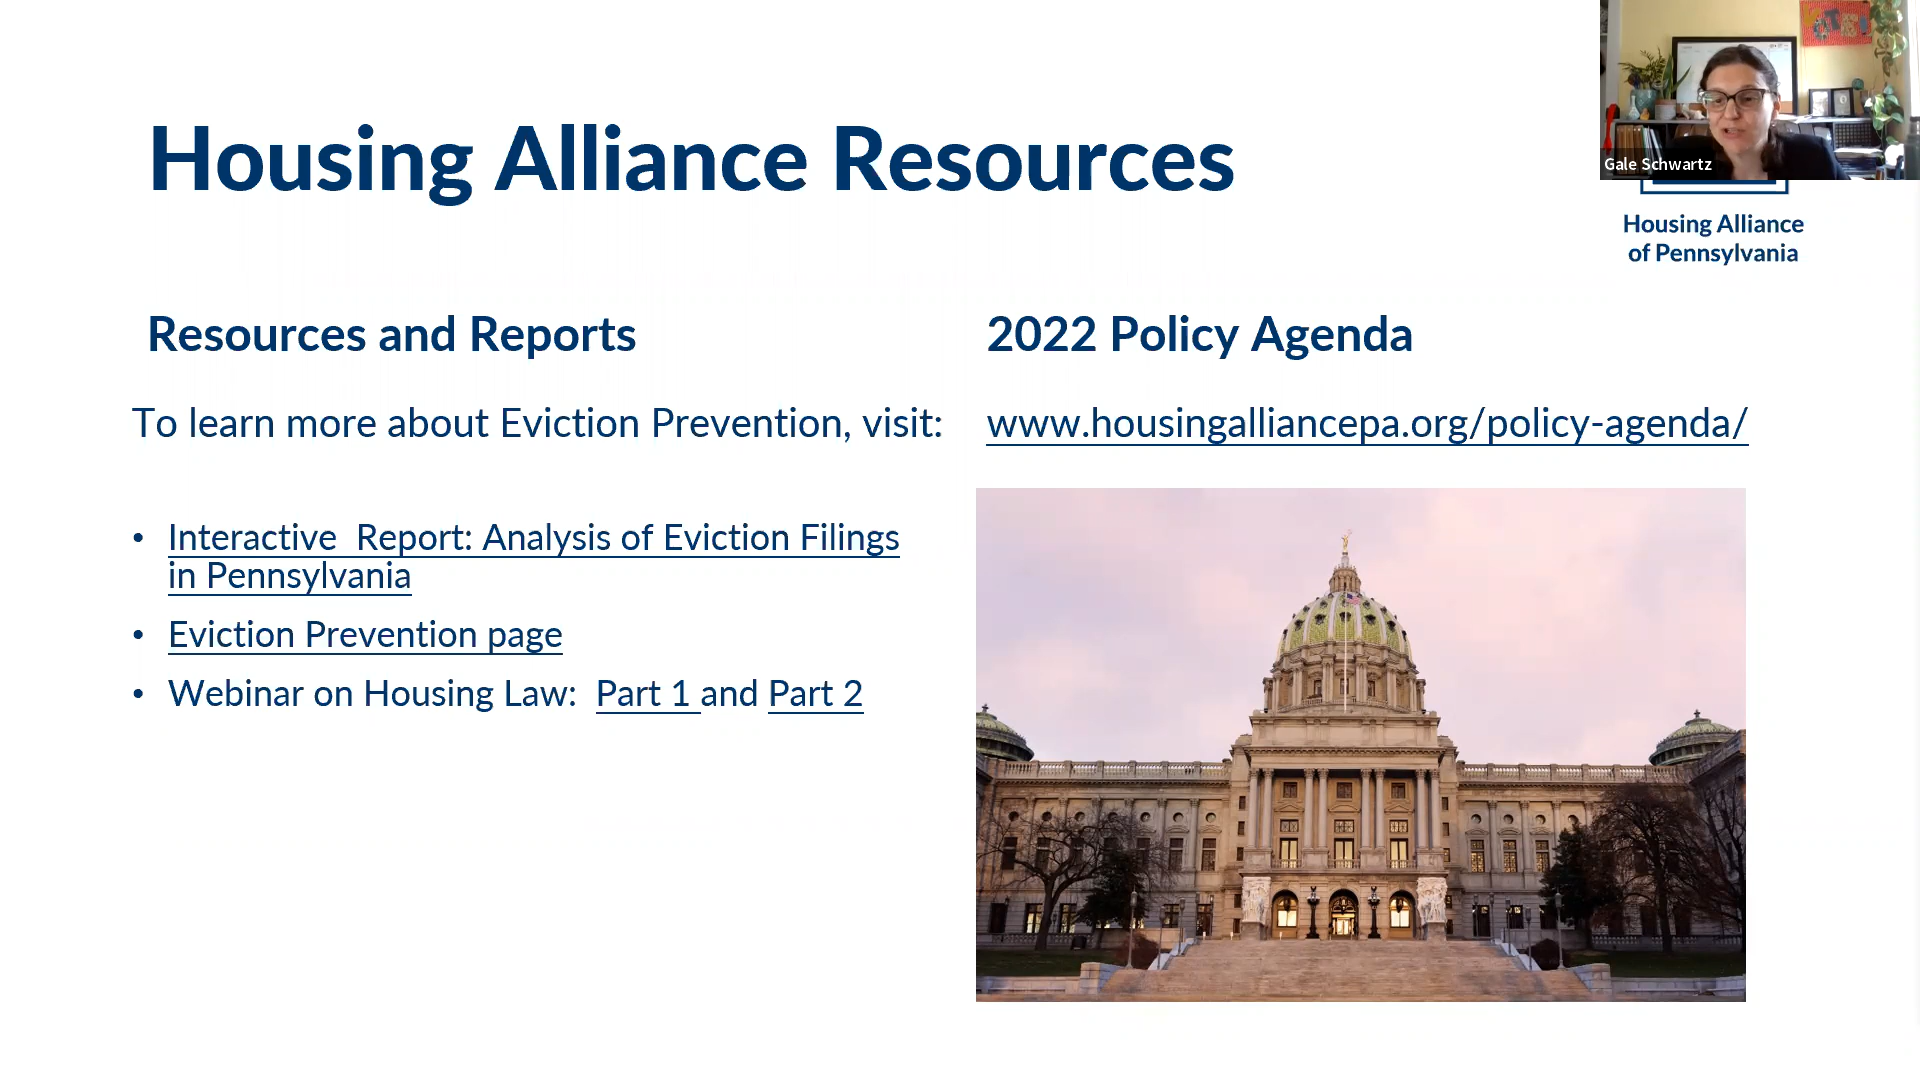 Housing Alliance Resources
Gale Schwartz
Housing Alliance
of Pennsylvania
Resources and Reports
To learn more about Eviction Prevention, visit:
• Interactive  Report: Analysis of Eviction Filings
in Pennsylvania
• Eviction Prevention page
• Webinar on Housing Law:  Part 1 and Part 2
2022 Policy Agenda
www.housingalliancepa.org/policy-agenda/